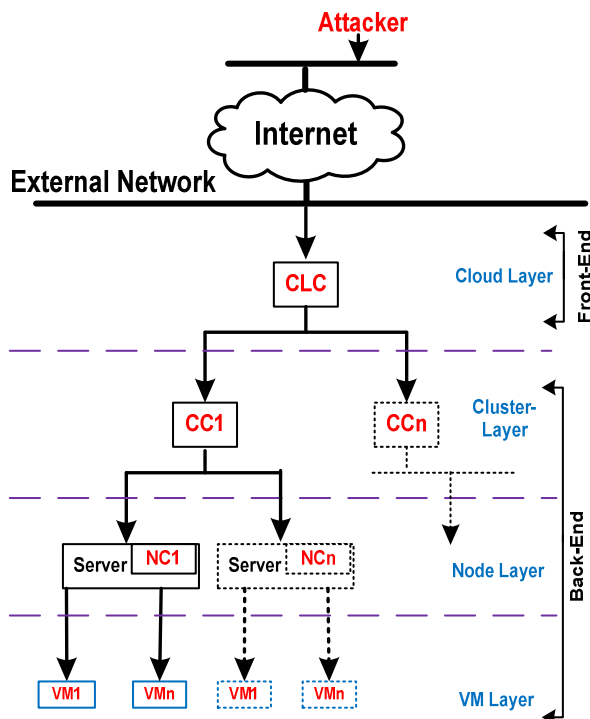 Attacker
Internet
External Network
CLC
Cloud Layer
Front-End
CC1
CCn
Cluster-
Layer
Server
NC1
Server
NCn
Node Layer
Back-End
VM1
VMn
VM1
VMn
VM Layer